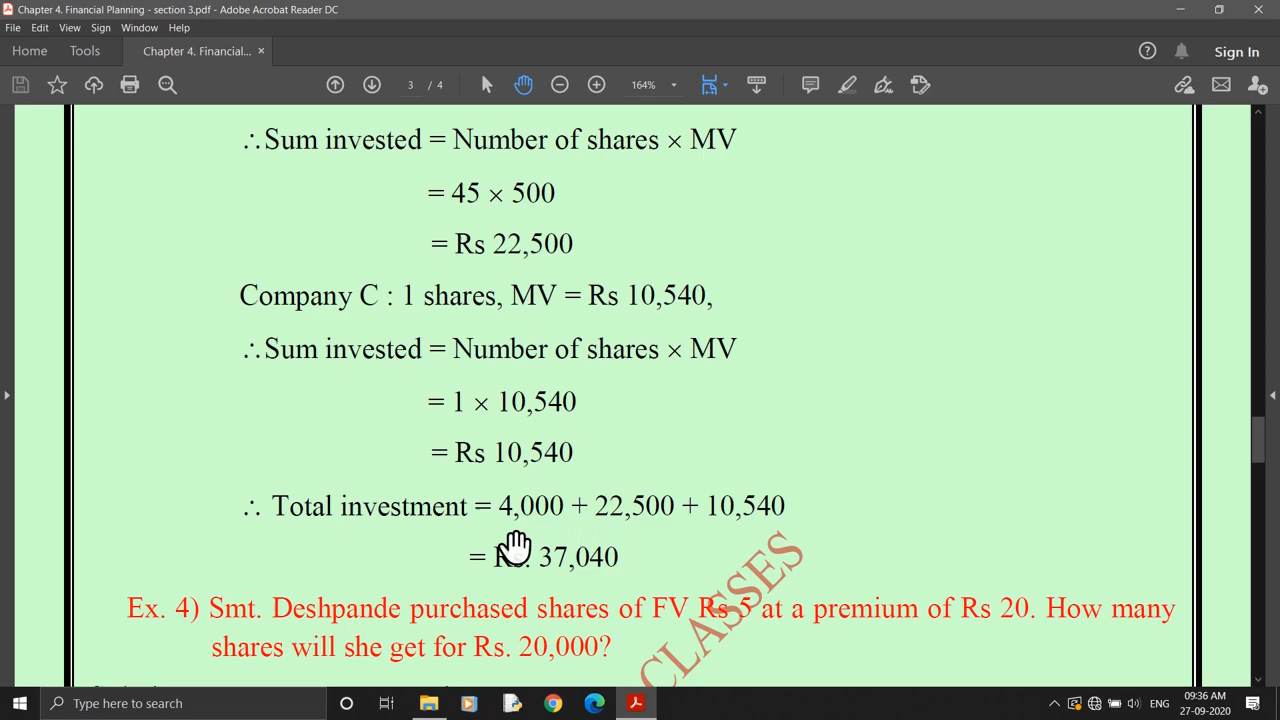 Chapter 4. Financial Planning - section 3.pdf - Adobe Acrobat Reader DC
File Edit View Sign Window Help
Home Tools Chapter 4. Financial... × Sign In
3 / 4 164%
∴Sum invested = Number of shares × MV
= 45 × 500
= Rs 22,500
Company C : 1 shares, MV = Rs 10,540,
∴Sum invested = Number of shares × MV
= 1 × 10,540
= Rs 10,540
∴ Total investment = 4,000 + 22,500 + 10,540
= Rs. 37,040
Ex. 4) Smt. Deshpande purchased shares of FV Rs 5 at a premium of Rs 20. How many
shares will she get for Rs. 20,000?
CLASSES
Type here to search
ENG
09:36 AM
27-09-2020